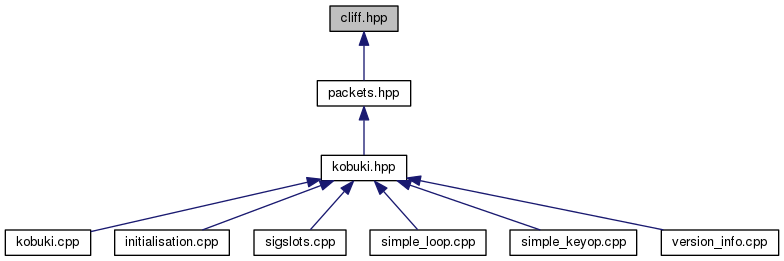 cliff.hpp
packets.hpp
kobuki.hpp
kobuki.cpp
initialisation.cpp
sigslots.cpp
simple_loop.cpp
simple_keyop.cpp
version_info.cpp